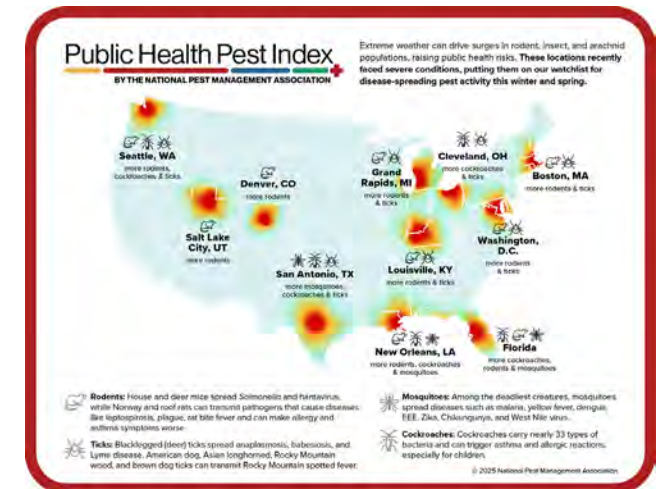 Public Health Pest Index
BY THE NATIONAL PEST MANAGEMENT ASSOCIATION
Extreme weather can drive surges in rodent, insect, and arachnid
populations, raising public health risks. These locations recently
faced severe conditions, putting them on our watchlist for
disease-spreading pest activity this winter and spring.
Seattle, WA
more rodents,
cockroaches & ticks
Denver, CO
more rodents
Salt Lake
City, UT
more rodents
San Antonio, TX
more mosquitoes,
cockroaches & ticks
Grand
Rapids, MI
more rodents
& ticks
Cleveland, OH
more cockroaches
& ticks
Boston, MA
more rodents & ticks
Washington,
D.C.
more rodents
& ticks
Louisville, KY
more rodents & ticks
New Orleans, LA
more rodents, cockroaches
& mosquitoes
Florida
more cockroaches,
rodents & mosquitoes
Rodents: House and deer mice spread Salmonella and hantavirus,
while Norway and roof rats can transmit pathogens that cause diseases
like leptospirosis, plague, rat bite fever and can make allergy and
asthma symptoms worse
Ticks: Blacklegged (deer) ticks spread anaplasmosis, babesiosis, and
Lyme disease. American dog, Asian longhorned, Rocky Mountain
wood, and brown dog ticks can transmit Rocky Mountain spotted fever.
Mosquitoes: Among the deadliest creatures, mosquitoes
spread diseases such as malaria, yellow fever, dengue,
EEE, Zika, Chikungunya, and West Nile virus.
Cockroaches: Cockroaches carry nearly 33 types of
bacteria and can trigger asthma and allergic reactions,
especially for children.
© 2025 National Pest Management Association